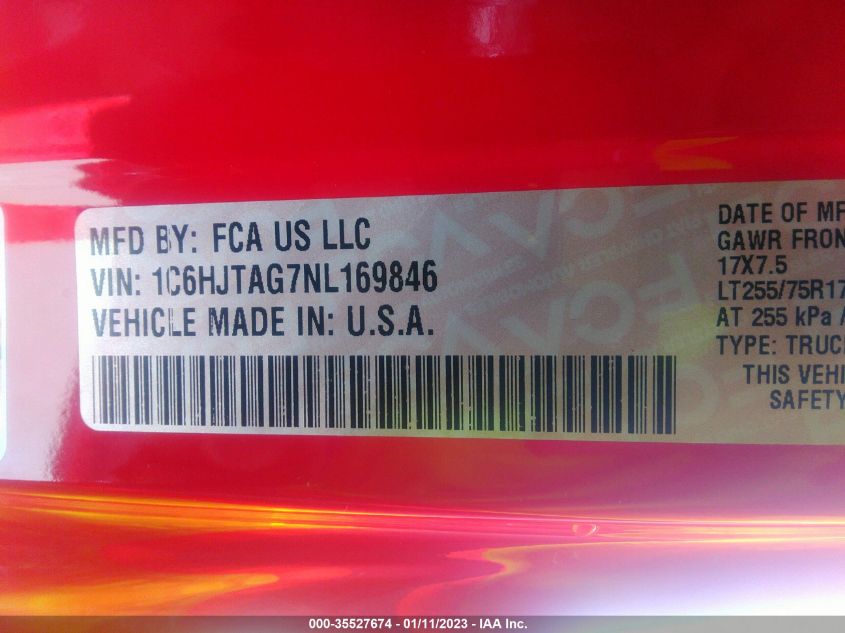 MFD BY: FCA US LLC
VIN: 1C6HJTAG7NL169846
VEHICLE MADE IN: U.S.A.
DATE OF MF
GAWR FRON
17X7.5
LT255/75R17
AT 255 kPa
TYPE: TRUC
THIS VEHI
SAFETY
000-35527674 - 01/11/2023 - IAA Inc.